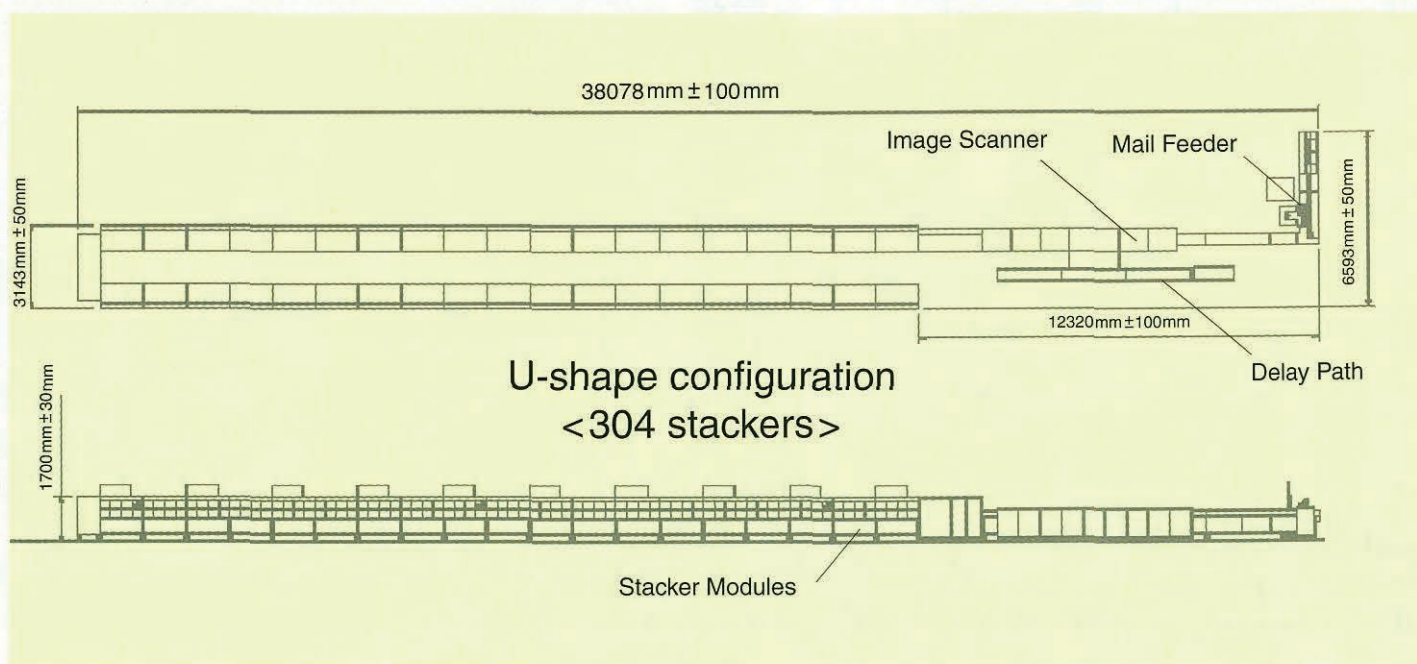 38078mm±100mm
Image Scanner
Mail Feeder
3143mm±50mm
6593mm±50mm
12320mm±100mm
Delay Path
U-shape configuration
<304 stackers>
1700mm±30mm
Stacker Modules